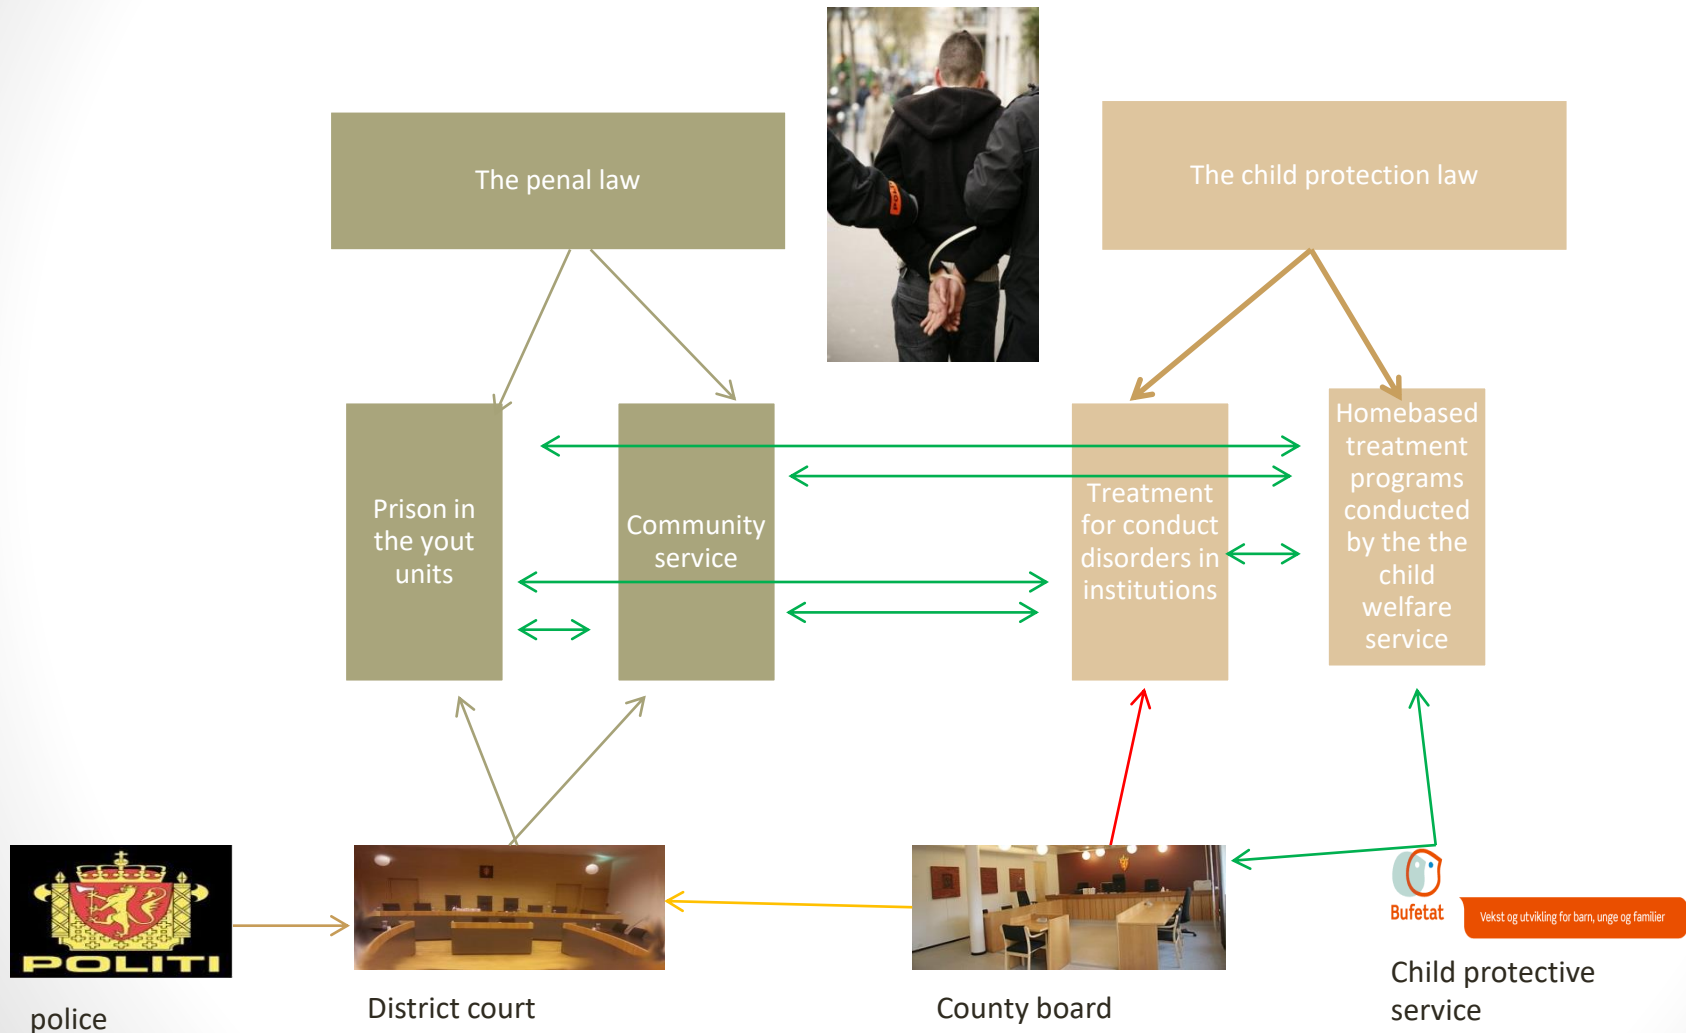 The penal law
The child protection law
Prison in
the yout
units
Community
service
Treatment
for conduct
disorders in
institutions
Homebased
treatment
programs
conducted
by the the
child
welfare
service
POLITI
Bufetat
Vekst og utvikling for barn, unge og familier
police
District court
County board
Child protective
service